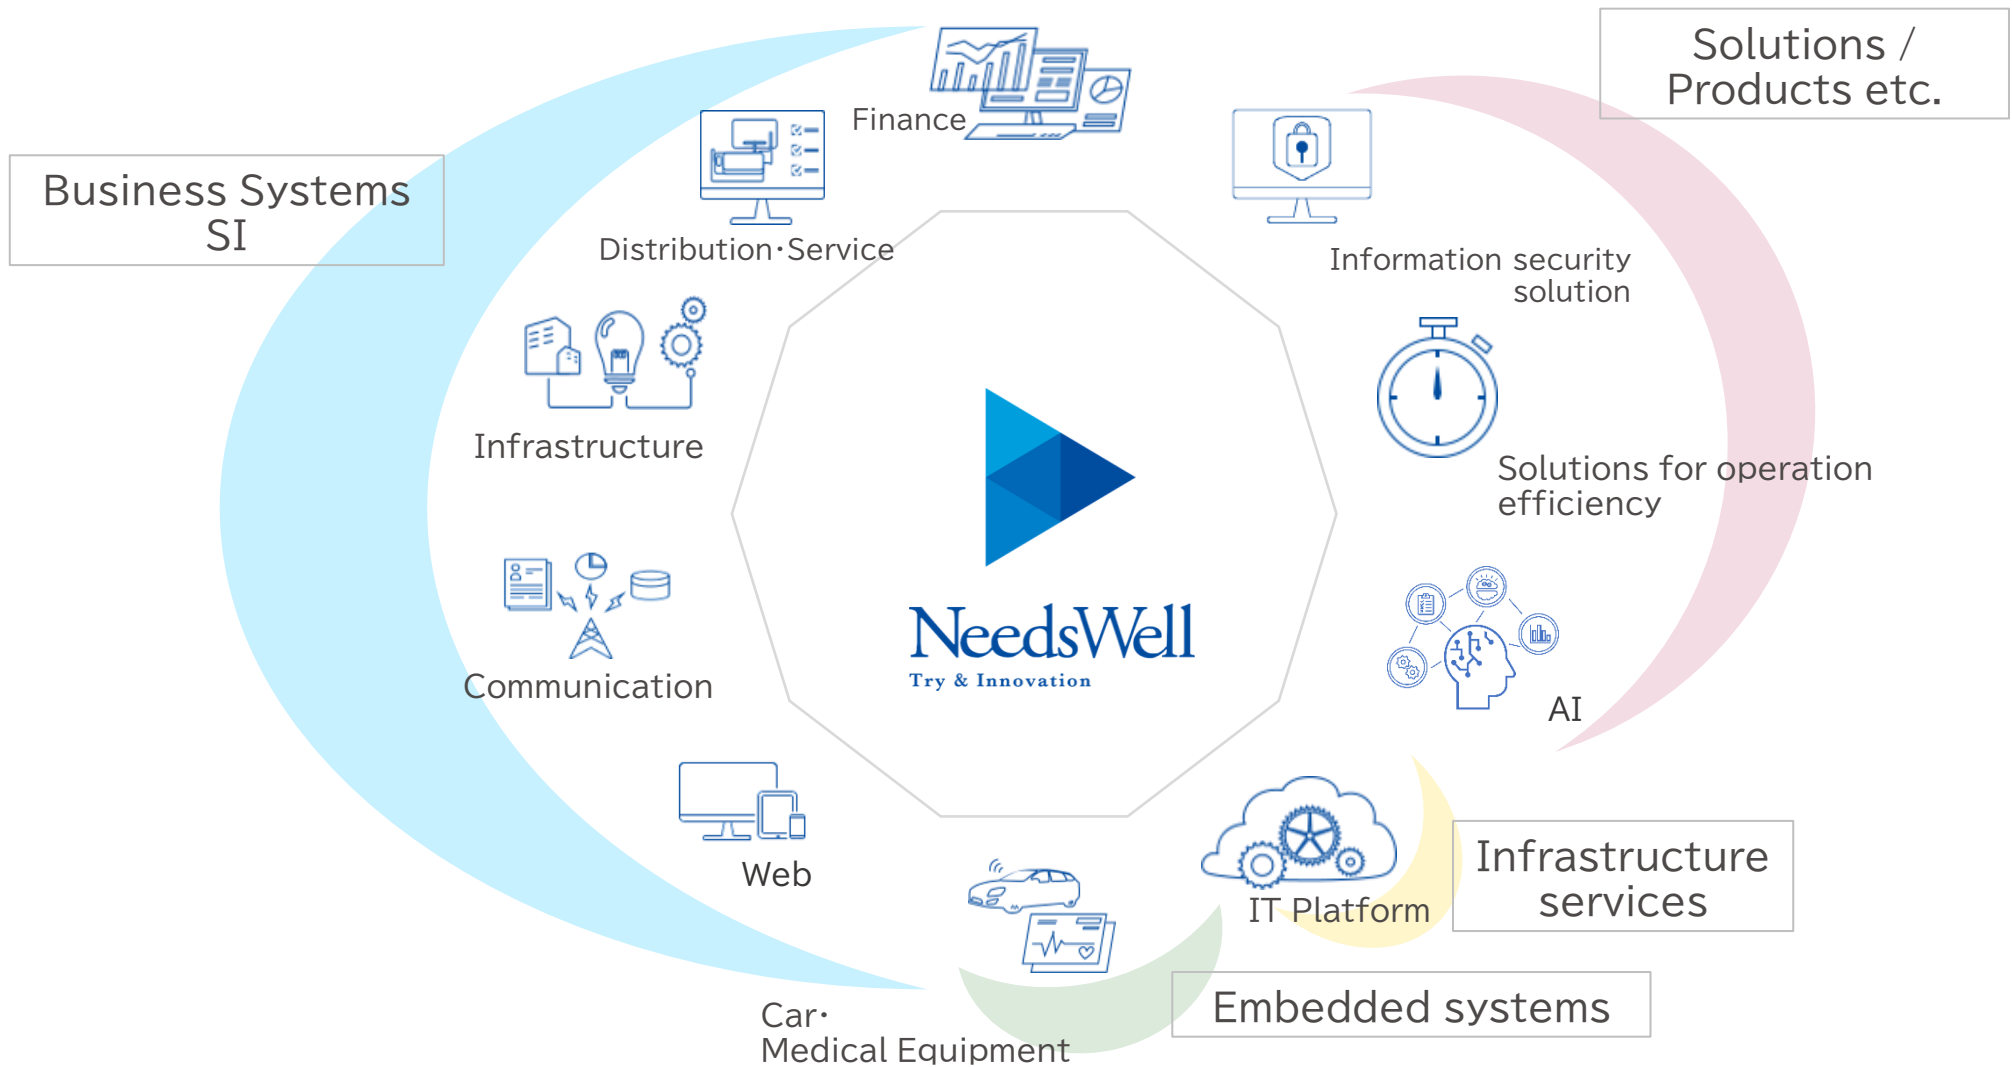 Solutions /
Products etc.
Finance
Business Systems
SI
Distribution・Service
Information security
solution
Infrastructure
Solutions for operation
efficiency
NeedsWell
Try & Innovation
Communication
AI
Web
IT Platform
Infrastructure
services
Embedded systems
Car・
Medical Equipment